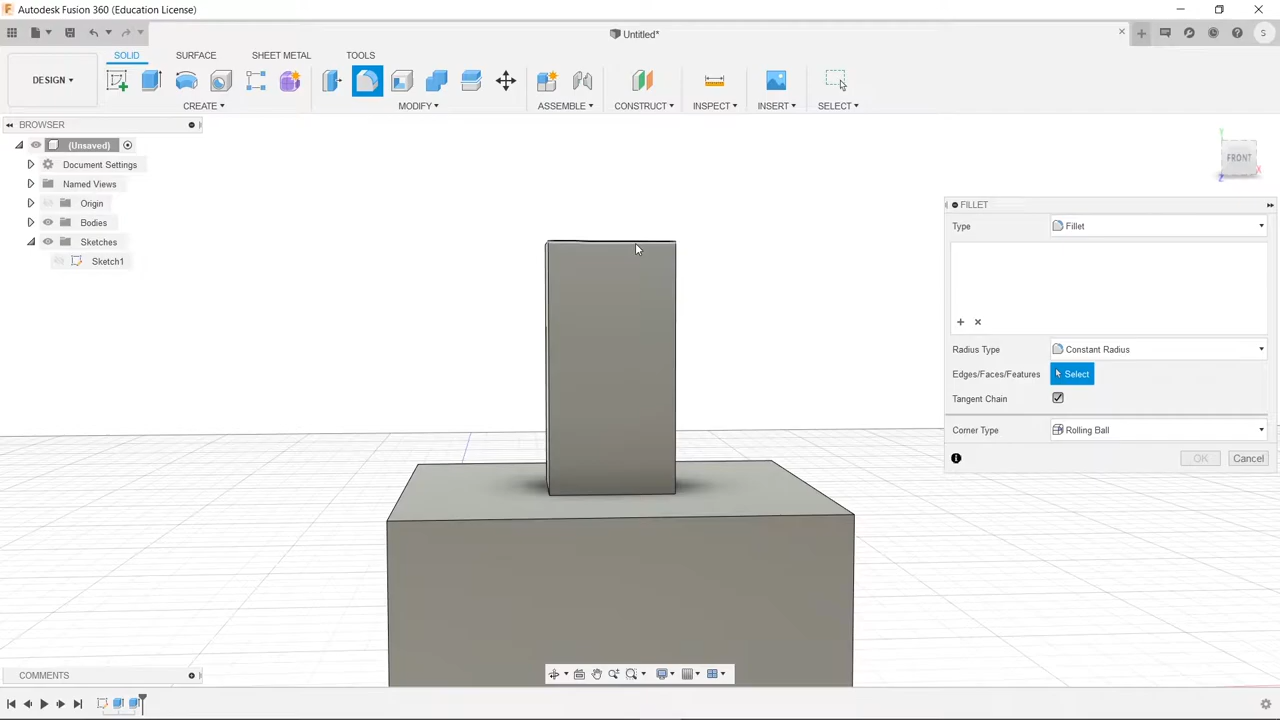 Autodesk Fusion 360 (Education License)
Untitled*
S
DESIGN
SOLID SURFACE SHEET METAL TOOLS
CREATE MODIFY ASSEMBLE CONSTRUCT INSPECT INSERT SELECT
BROWSER
(Unsaved)
Document Settings
Named Views
Origin
Bodies
Sketches
Sketch1
Y
FRONT
X
Z
FILLET
Type Fillet
Radius Type Constant Radius
Edges/Faces/Features Select
Tangent Chain
Corner Type Rolling Ball
OK Cancel
COMMENTS